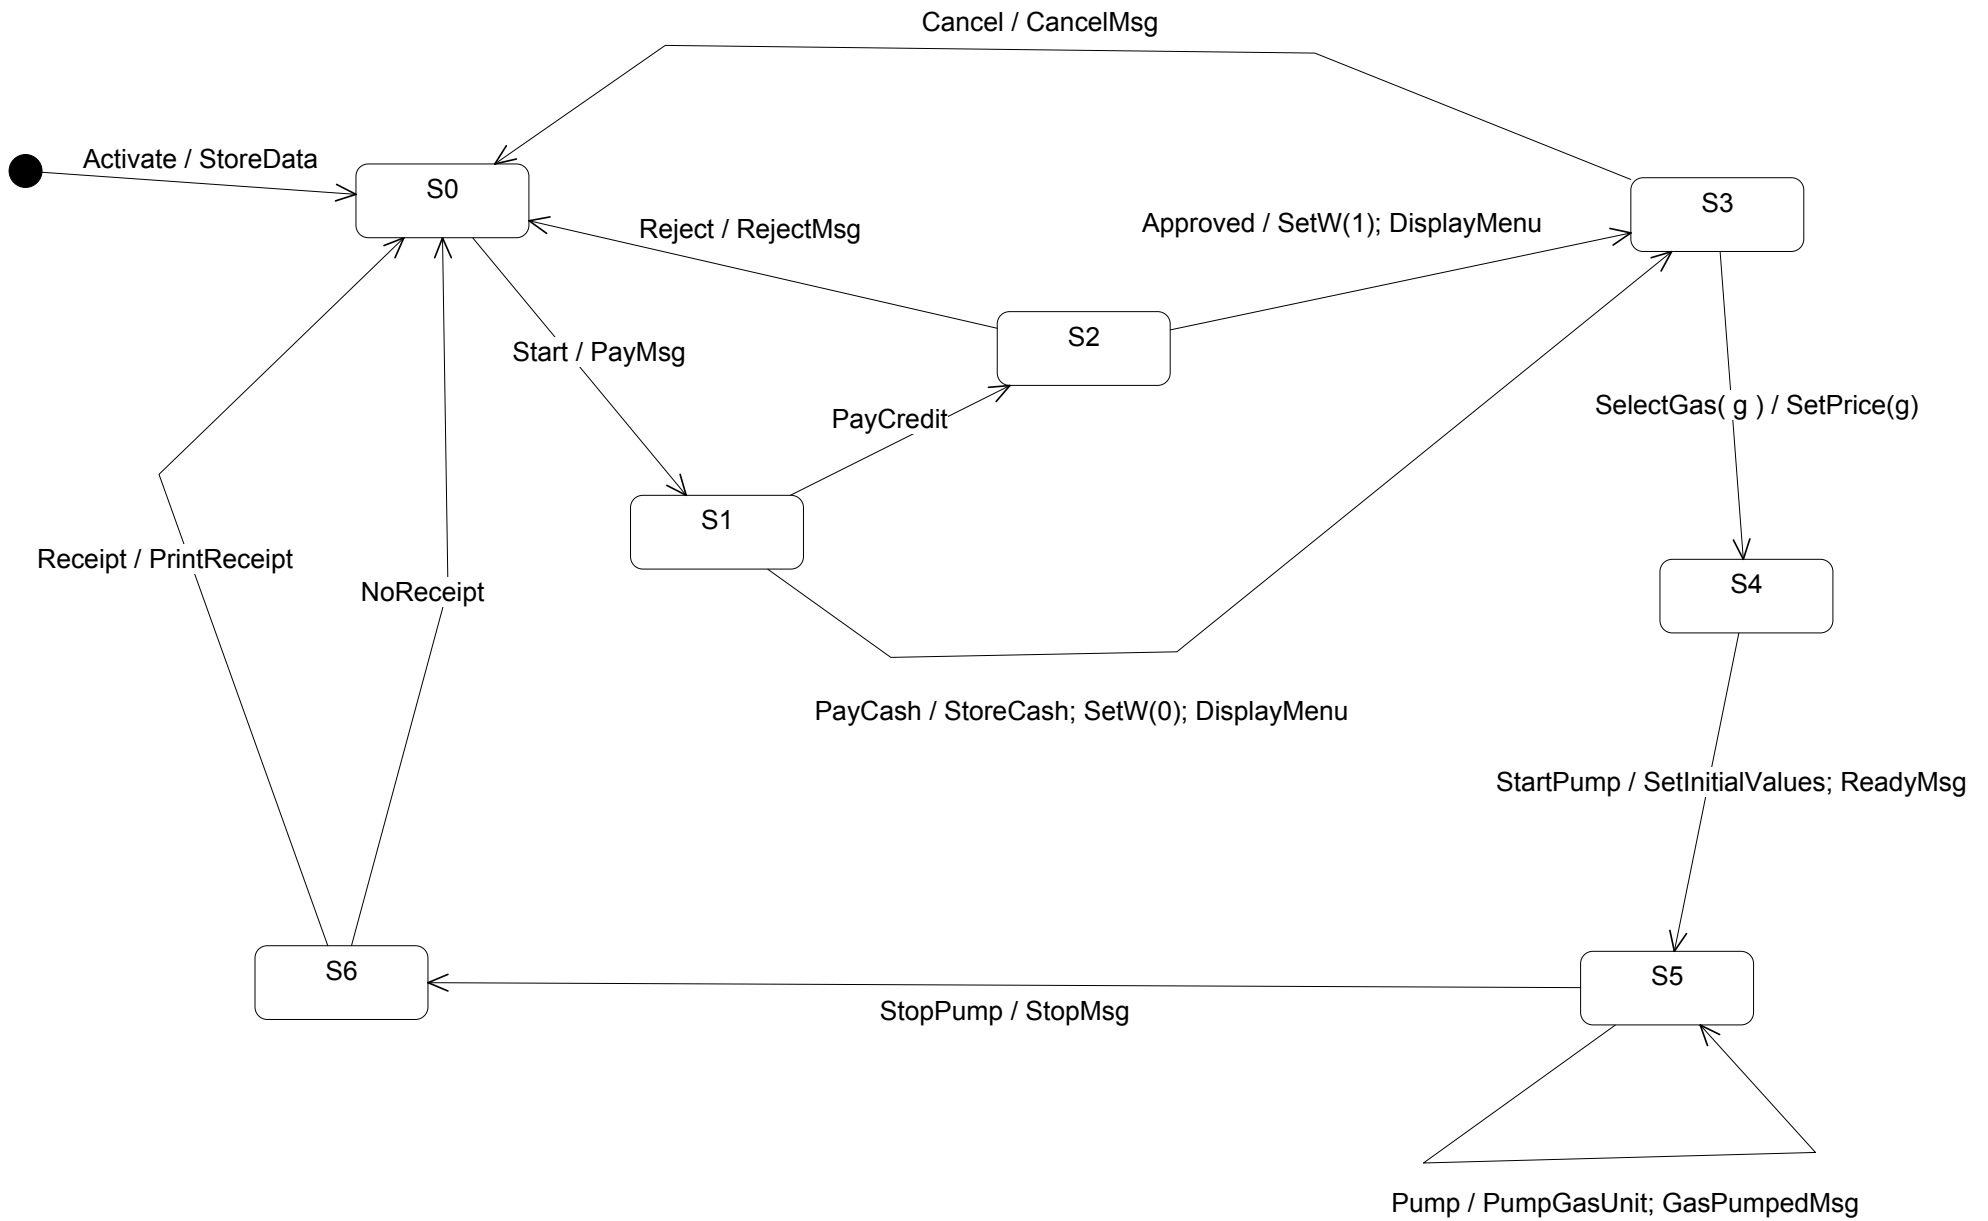 Cancel / CancelMsg
Activate / StoreData
S0
S3
Reject / RejectMsg
Approved / SetW(1); DisplayMenu
S2
Start / PayMsg
SelectGas( g ) / SetPrice(g)
PayCredit
S1
Receipt / PrintReceipt
S4
NoReceipt
PayCash / StoreCash; SetW(0); DisplayMenu
StartPump / SetInitialValues; ReadyMsg
S6
S5
StopPump / StopMsg
Pump / PumpGasUnit; GasPumpedMsg